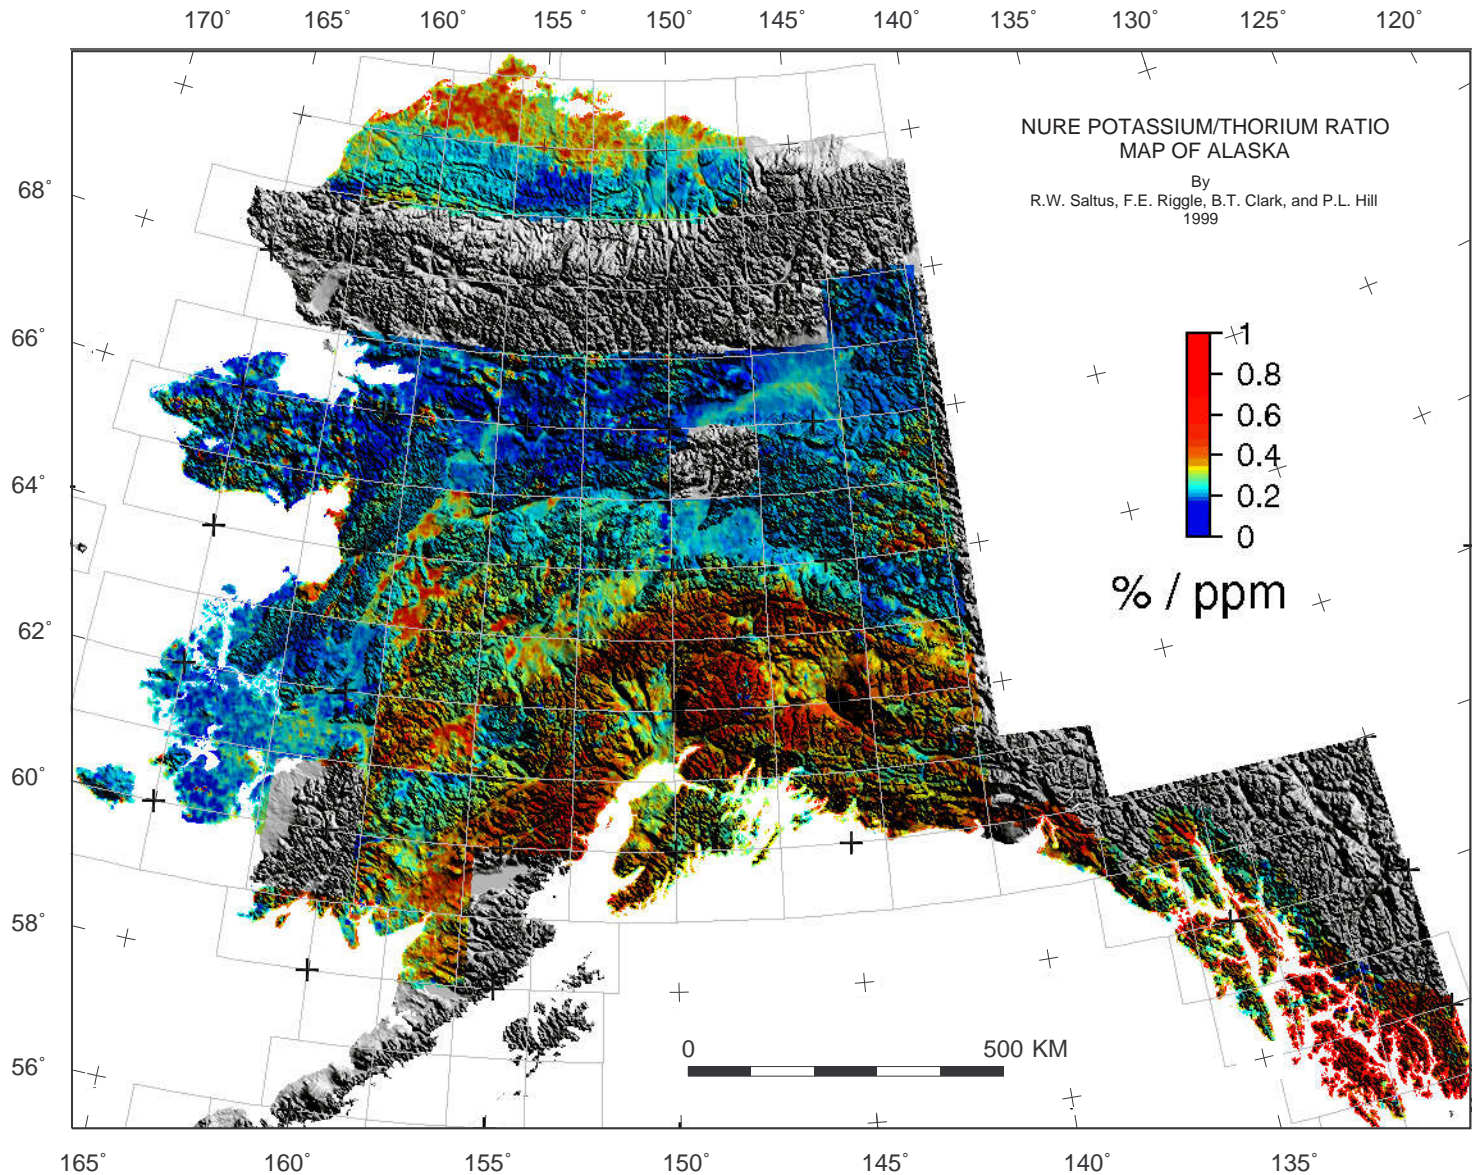 170˚ 165˚ 160˚ 155˚ 150˚ 145˚ 140˚ 135˚ 130˚ 125˚ 120˚
NURE POTASSIUM/THORIUM RATIO
MAP OF ALASKA
By
R.W. Saltus, F.E. Riggle, B.T. Clark, and P.L. Hill
1999
68˚
66˚
64˚
62˚
60˚
58˚
56˚
1
0.8
0.6
0.4
0.2
0
% / ppm
0 500 KM
165˚ 160˚ 155˚ 150˚ 145˚ 140˚ 135˚